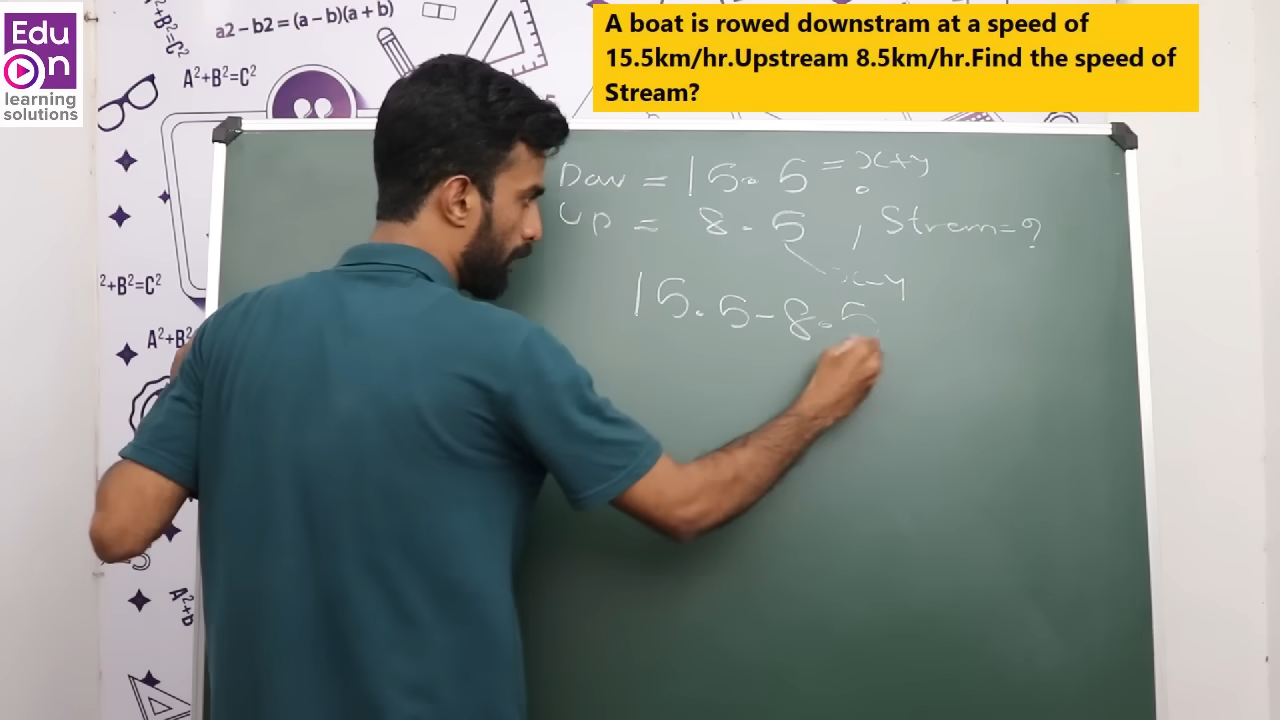 Edu
On
learning
solutions
a2 – b2 = (a – b)(a + b)
A²+B²=C²
²+B²=C²
A²+B²
A²+b
A boat is rowed downstram at a speed of
15.5km/hr.Upstream 8.5km/hr.Find the speed of
Stream?
Dow = 15.5 = x+y
Up = 8.5 , Strem=?
x-y
15.5-8.5